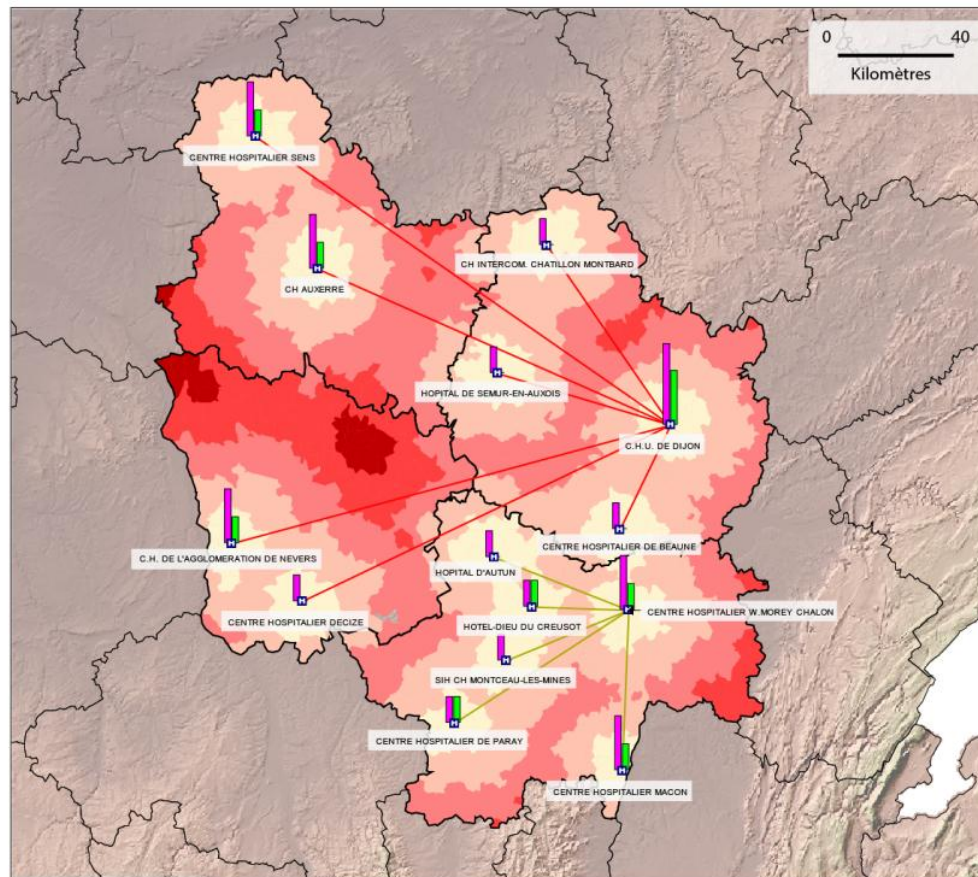 0 40
Kilomètres
CENTRE HOSPITALIER SENS
CH INTERCOM. CHATILLON MONTBARD
CH AUXERRE
HOPITAL DE SEMUR-EN-AUXOIS
C.H.U. DE DIJON
CENTRE HOSPITALIER DE BEAUNE
C.H. DE L'AGGLOMERATION DE NEVERS
HOPITAL D'AUTUN
CENTRE HOSPITALIER W.MOREY CHALON
CENTRE HOSPITALIER DECIZE
HOTEL-DIEU DU CREUSOT
SIH CH MONTCEAU-LES-MINES
CENTRE HOSPITALIER DE PARAY
CENTRE HOSPITALIER MACON